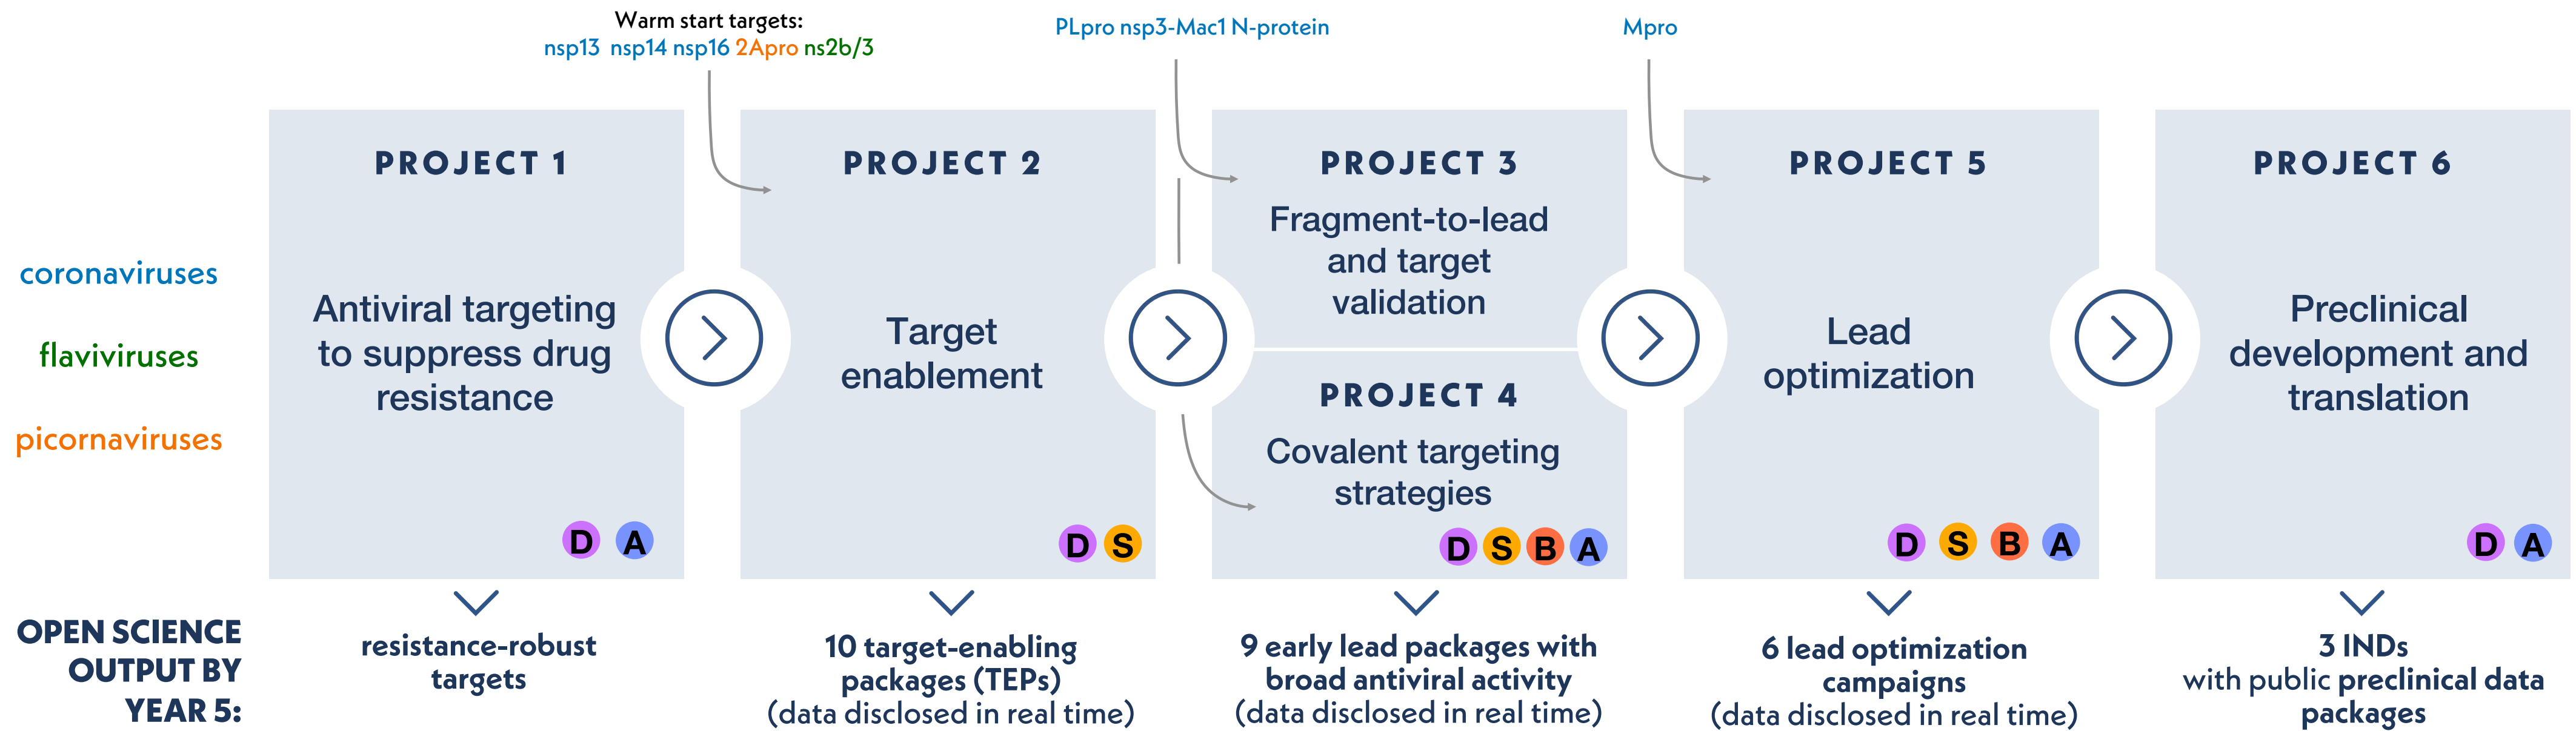 Warm start targets:
nsp13 nsp14 nsp16 2Apro ns2b/3
PLpro nsp3-Mac1 N-protein
Mpro
coronaviruses
flaviviruses
picornaviruses
PROJECT 1
Antiviral targeting
to suppress drug
resistance
D A
PROJECT 2
Target
enablement
D S
PROJECT 3
Fragment-to-lead
and target
validation
PROJECT 4
Covalent targeting
strategies
D S B A
PROJECT 5
Lead
optimization
D S B A
PROJECT 6
Preclinical
development and
translation
D A
OPEN SCIENCE
OUTPUT BY
YEAR 5:
resistance-robust
targets
10 target-enabling
packages (TEPs)
(data disclosed in real time)
9 early lead packages with
broad antiviral activity
(data disclosed in real time)
6 lead optimization
campaigns
(data disclosed in real time)
3 INDs
with public preclinical data
packages